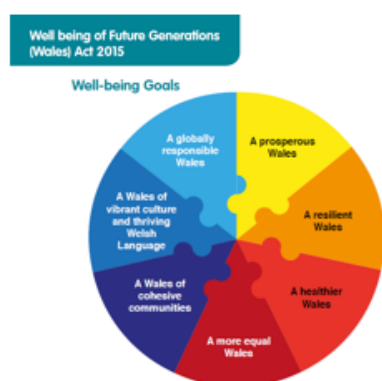 Well being of Future Generations
(Wales) Act 2015
Well-being Goals
A globally
responsible
Wales
A prosperous
Wales
A Wales of
vibrant culture
and thriving
Welsh
Language
A resilient
Wales
A Wales of
cohesive
communities
A healthier
Wales
A more equal
Wales